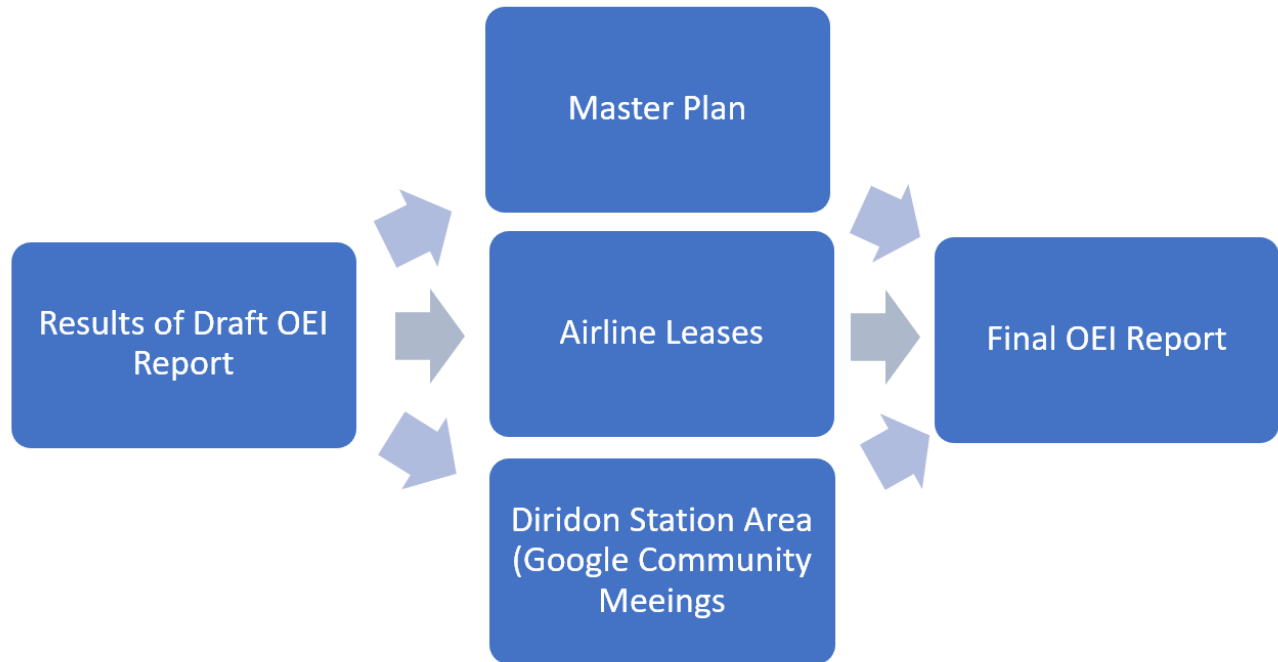 Master Plan
Results of Draft OEI
Report
Airline Leases
Final OEI Report
Diridon Station Area
(Google Community
Meeings